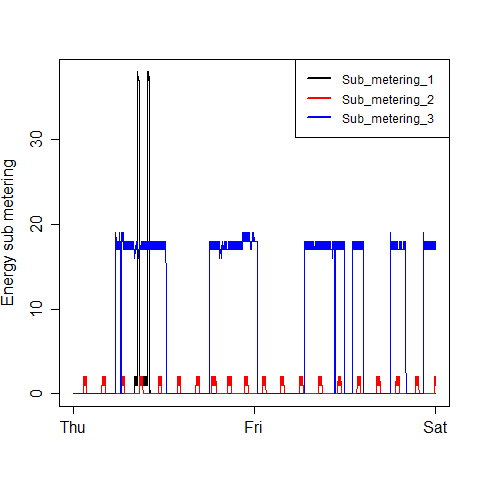 Sub_metering_1
Sub_metering_2
Sub_metering_3
Energy sub metering
30
20
10
0
Thu Fri Sat